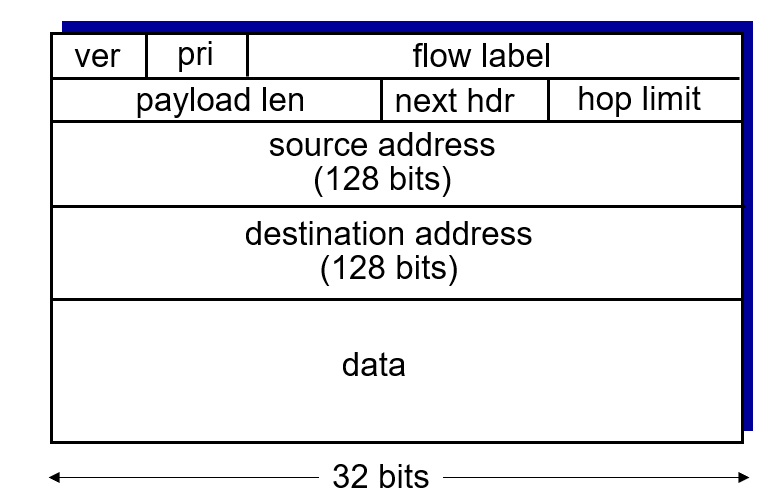 ver pri flow label
payload len next hdr hop limit
source address
(128 bits)
destination address
(128 bits)
data
32 bits